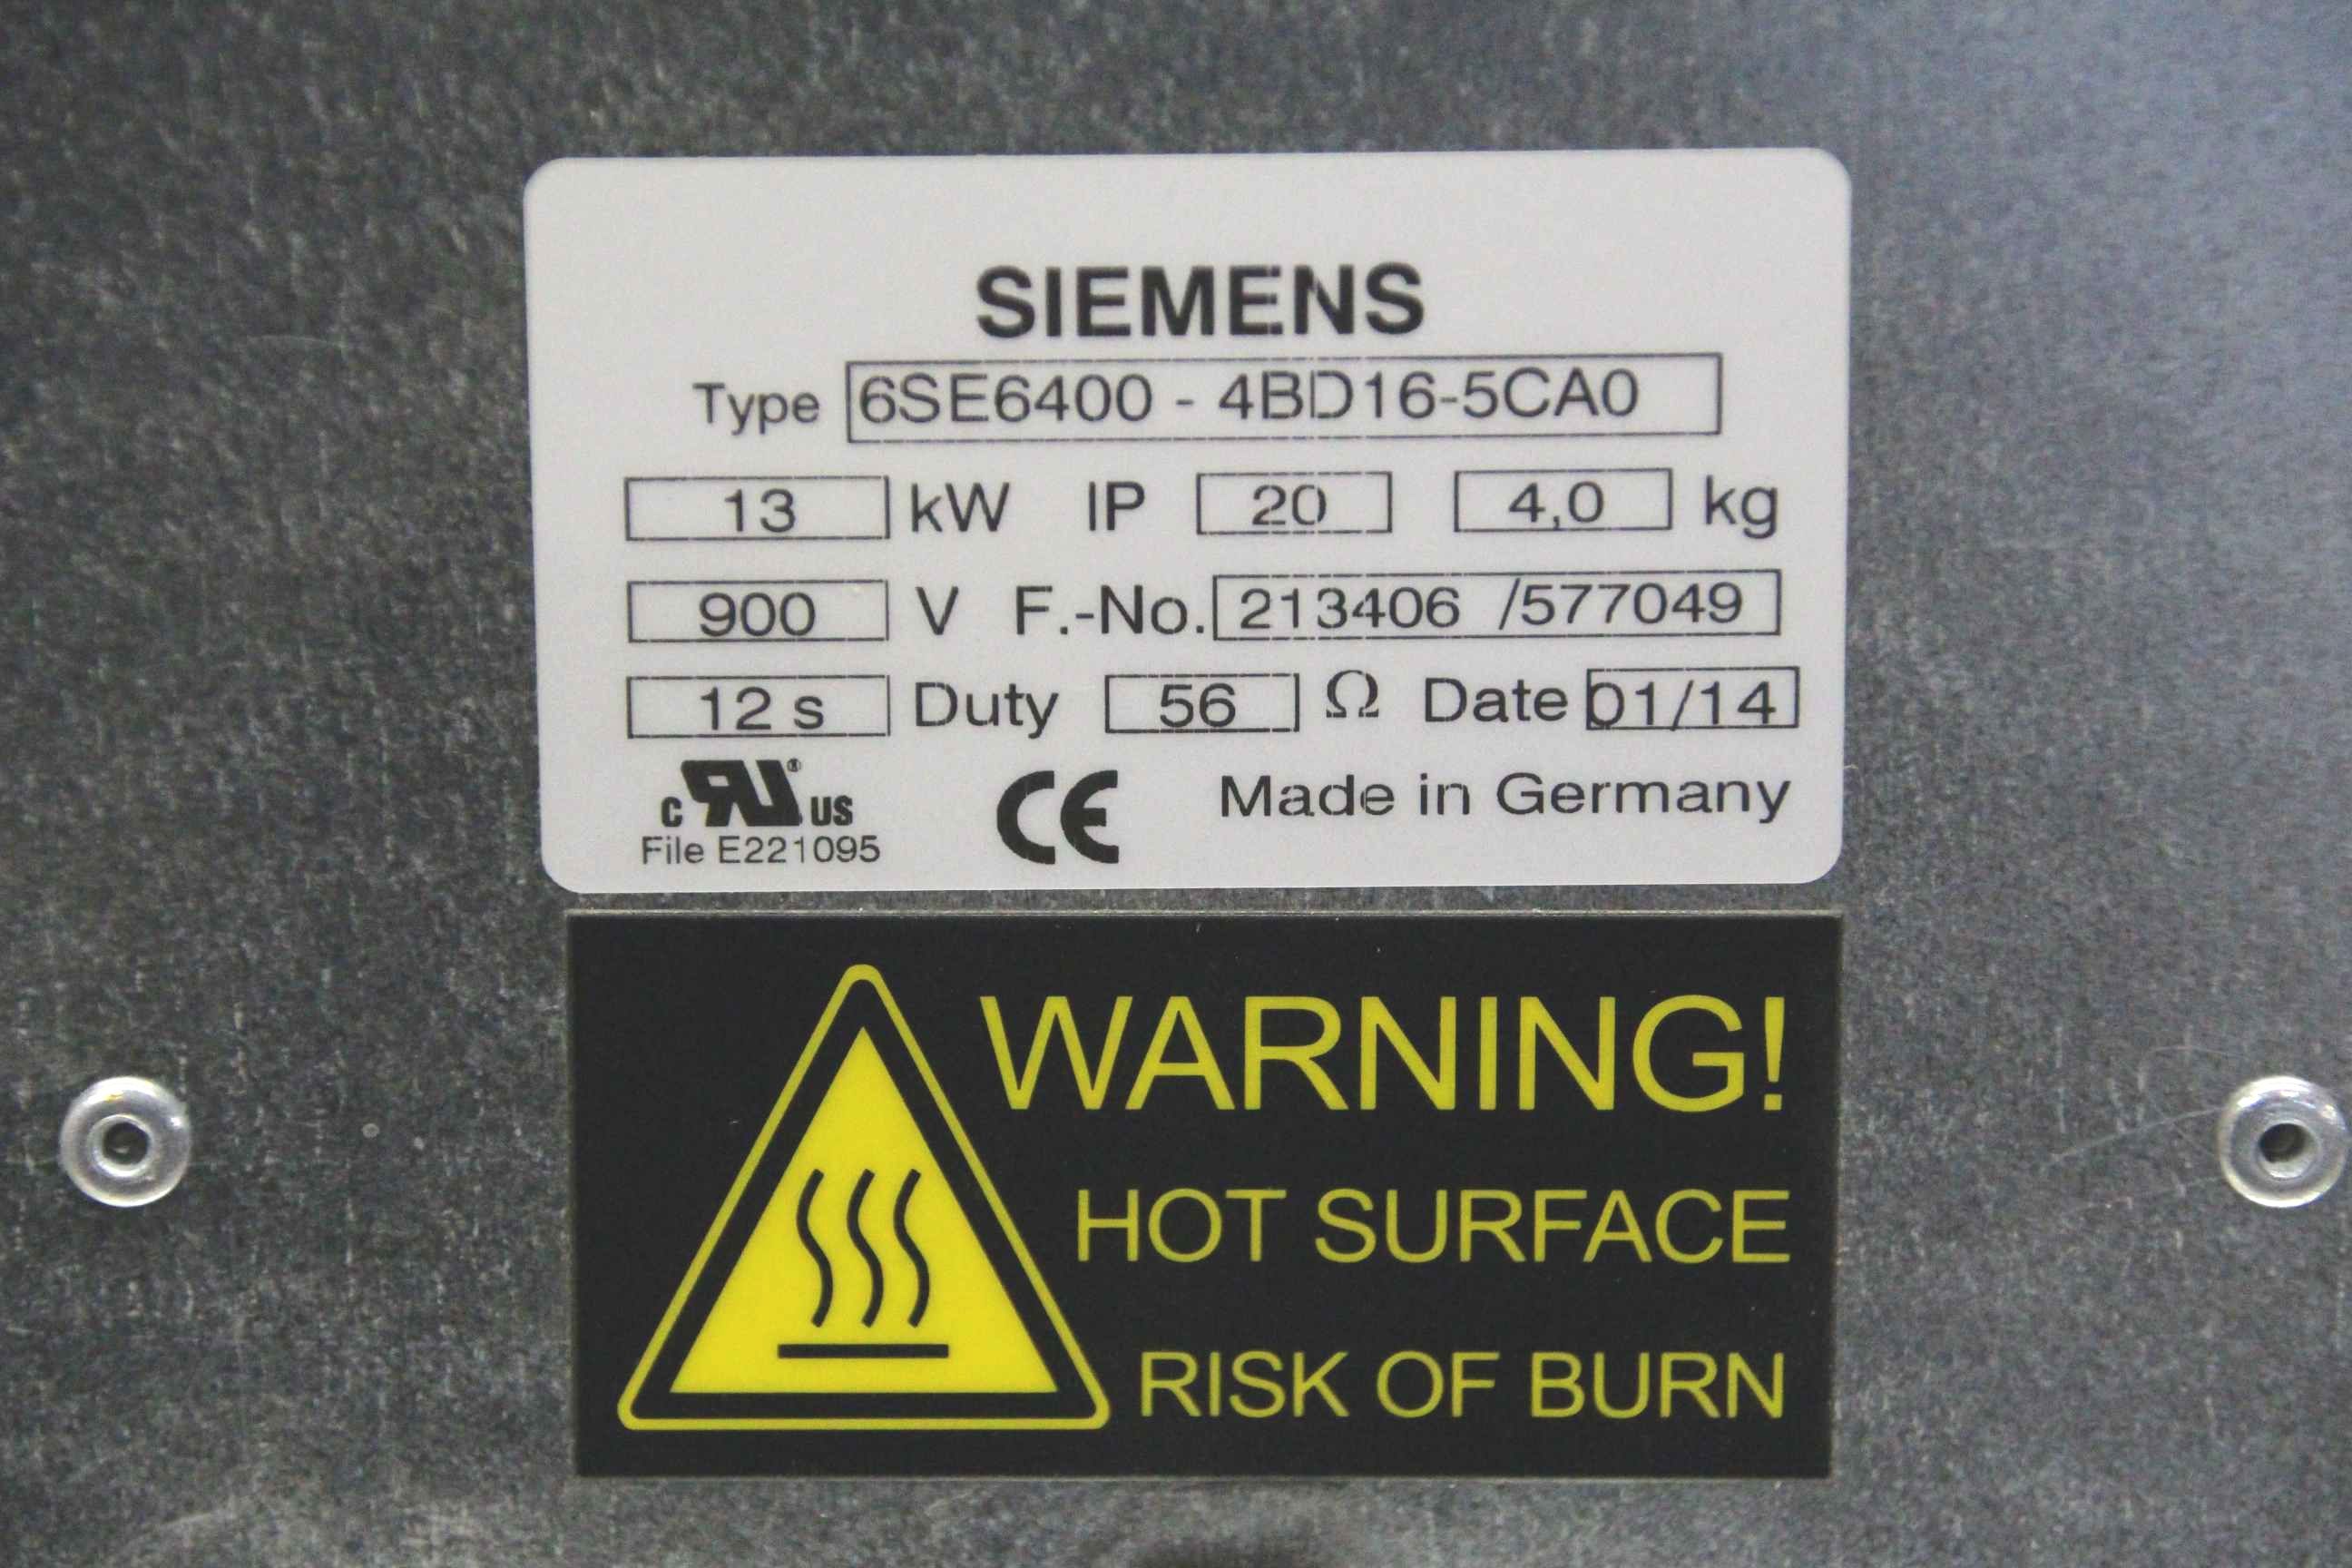 SIEMENS
Type 6SE6400 - 4BD16-5CA0
13 kW IP 20 4,0 kg
900 V F.-No. 213406 /577049
12 s Duty 56 Ω Date 01/14
c RU ® US CE Made in Germany
File E221095
WARNING!
HOT SURFACE
RISK OF BURN